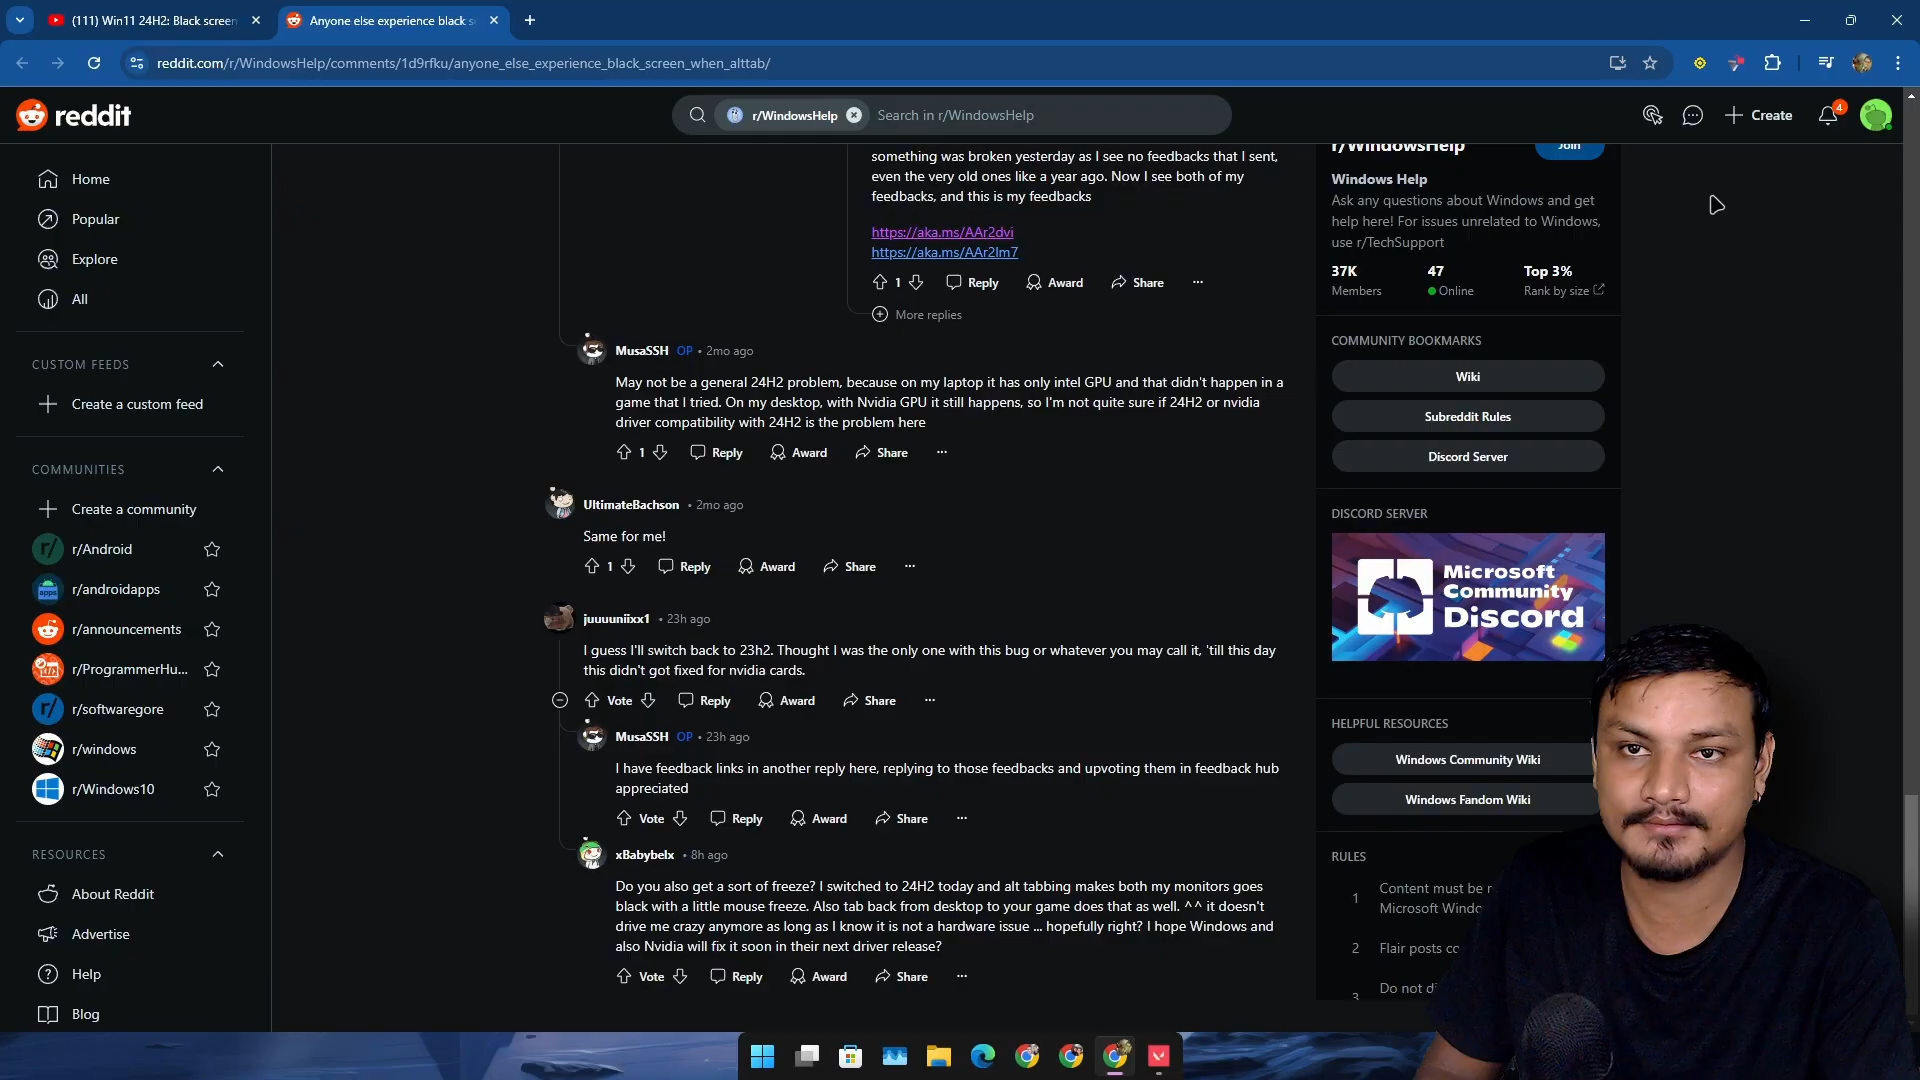 (111) Win11 24H2: Black screen
Anyone else experience black s
reddit.com/r/WindowsHelp/comments/1d9rfku/anyone_else_experience_black_screen_when_alttab/
reddit
r/WindowsHelp
Search in r/WindowsHelp
Create
4
Home
Popular
Explore
All
CUSTOM FEEDS
Create a custom feed
COMMUNITIES
Create a community
r/Android
r/androidapps
r/announcements
r/ProgrammerHu...
r/softwaregore
r/windows
r/Windows10
RESOURCES
About Reddit
Advertise
Help
Blog
something was broken yesterday as I see no feedbacks that I sent,
even the very old ones like a year ago. Now I see both of my
feedbacks, and this is my feedbacks
https://aka.ms/AAr2dvi
https://aka.ms/AAr2lm7
1 Reply Award Share ...
More replies
MusaSSH OP • 2mo ago
May not be a general 24H2 problem, because on my laptop it has only intel GPU and that didn't happen in a
game that I tried. On my desktop, with Nvidia GPU it still happens, so I'm not quite sure if 24H2 or nvidia
driver compatibility with 24H2 is the problem here
1 Reply Award Share ...
UltimateBachson • 2mo ago
Same for me!
1 Reply Award Share ...
juuuuniixx1 • 23h ago
I guess I'll switch back to 23h2. Thought I was the only one with this bug or whatever you may call it, 'till this day
this didn't got fixed for nvidia cards.
Vote Reply Award Share ...
MusaSSH OP • 23h ago
I have feedback links in another reply here, replying to those feedbacks and upvoting them in feedback hub
appreciated
Vote Reply Award Share ...
xBabybelx • 8h ago
Do you also get a sort of freeze? I switched to 24H2 today and alt tabbing makes both my monitors goes
black with a little mouse freeze. Also tab back from desktop to your game does that as well. ^^ it doesn't
drive me crazy anymore as long as I know it is not a hardware issue ... hopefully right? I hope Windows and
also Nvidia will fix it soon in their next driver release?
Vote Reply Award Share ...
r/WindowsHelp
Join
Windows Help
Ask any questions about Windows and get
help here! For issues unrelated to Windows,
use r/TechSupport
37K 47 Top 3%
Members Online Rank by size
COMMUNITY BOOKMARKS
Wiki
Subreddit Rules
Discord Server
DISCORD SERVER
Microsoft
Community
Discord
HELPFUL RESOURCES
Windows Community Wiki
Windows Fandom Wiki
RULES
1 Content must be r
Microsoft Windo
2 Flair posts co
3 Do not di